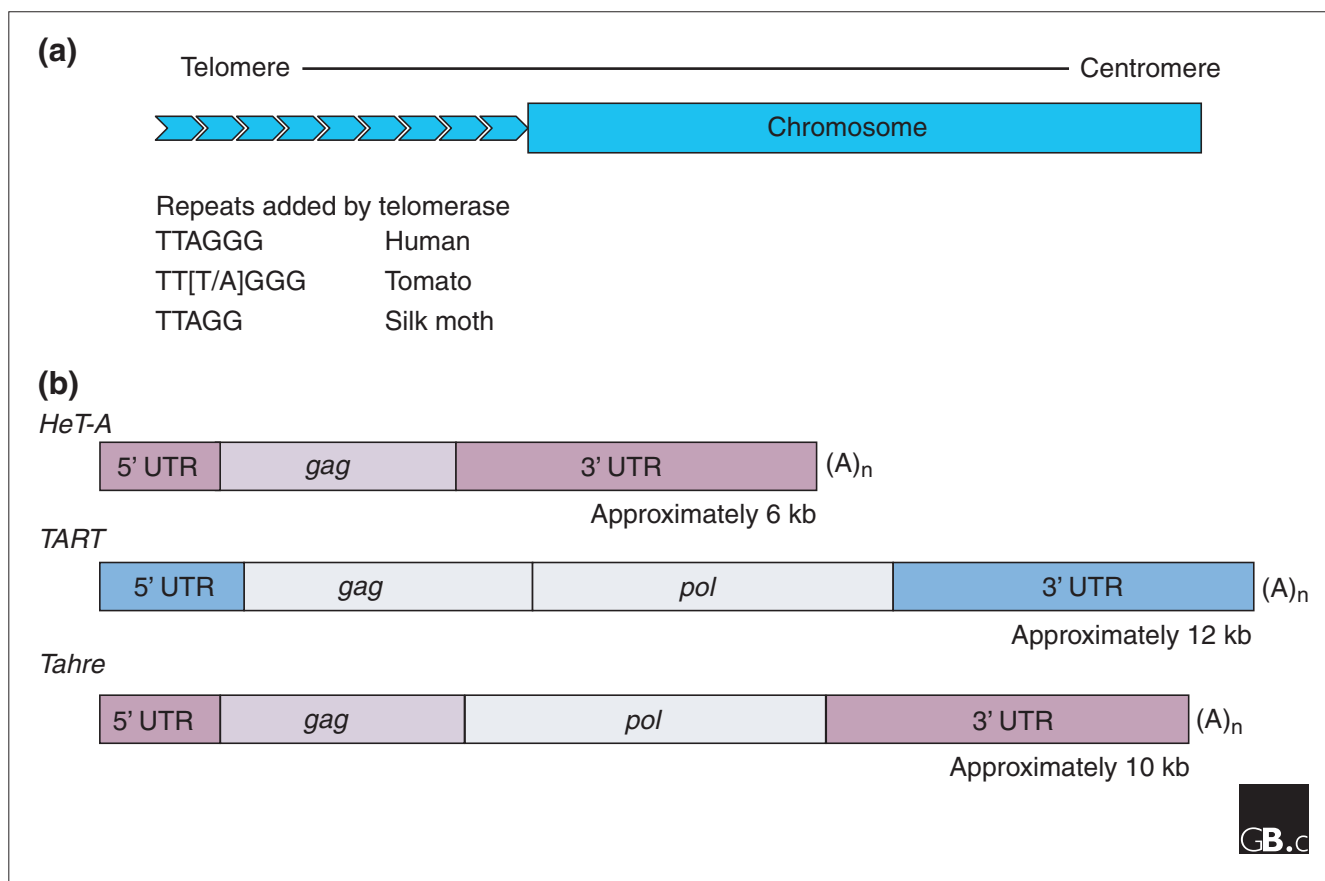 (a)
Telomere Centromere
Chromosome
Repeats added by telomerase
TTAGGG Human
TT[T/A]GGG Tomato
TTAGG Silk moth
(b)
HeT-A
5’ UTR gag 3’ UTR (A)n
Approximately 6 kb
TART
5’ UTR gag pol 3’ UTR (A)n
Approximately 12 kb
Tahre
5’ UTR gag pol 3’ UTR (A)n
Approximately 10 kb
GB.c